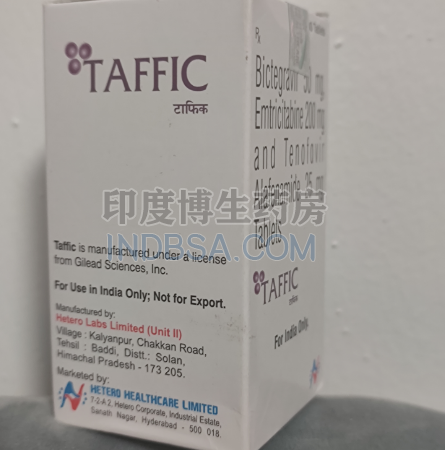 TAFFIC
टाफिक
Taffic is manufactured under a license
from Gilead Sciences, Inc.
For Use in India Only; Not for Export.
Manufactured by:
Hetero Labs Limited (Unit II)
Village : Kalyanpur, Chakkan Road,
Tehsil : Baddi, Distt.: Solan,
Himachal Pradesh - 173 205.
Marketed by:
HETERO HEALTHCARE LIMITED
7-2-A2, Hetero Corporate, Industrial Estate,
Sanath Nagar, Hyderabad - 500 018.
Rx
Bictegravir 50 mg,
Emtricitabine 200 mg
and Tenofovir
Alafenamide 25 mg
Tablets
TAFFIC
टाफिक
For India Only.
印度博生药房
INDBSA.COM